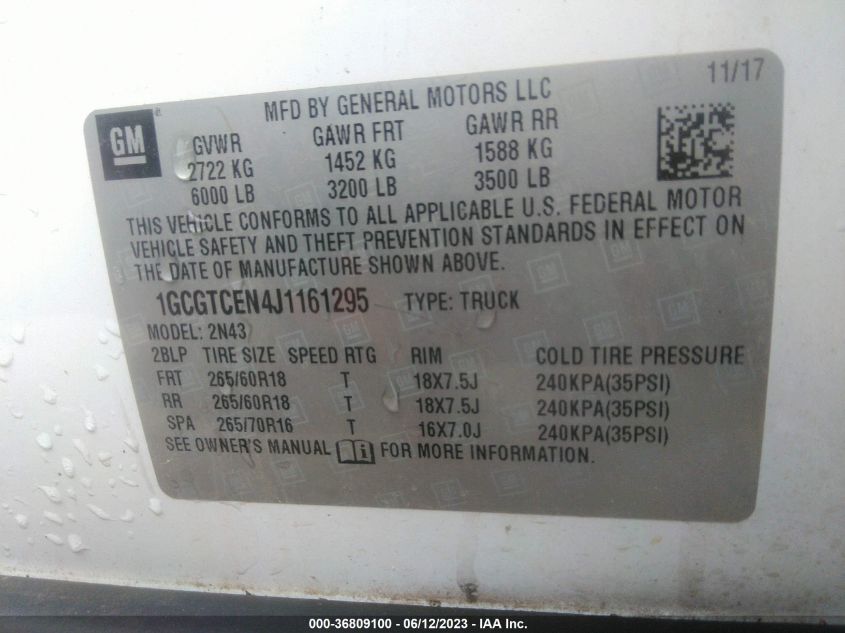 11/17
MFD BY GENERAL MOTORS LLC
GM
GVWR GAWR FRT GAWR RR
2722 KG 1452 KG 1588 KG
6000 LB 3200 LB 3500 LB
THIS VEHICLE CONFORMS TO ALL APPLICABLE U.S. FEDERAL MOTOR
VEHICLE SAFETY AND THEFT PREVENTION STANDARDS IN EFFECT ON
THE DATE OF MANUFACTURE SHOWN ABOVE.
1GCGTCEN4J1161295 TYPE: TRUCK
MODEL: 2N43
2BLP TIRE SIZE SPEED RTG RIM COLD TIRE PRESSURE
FRT 265/60R18 T 18X7.5J 240KPA(35PSI)
RR 265/60R18 T 18X7.5J 240KPA(35PSI)
SPA 265/70R16 T 16X7.0J 240KPA(35PSI)
SEE OWNER'S MANUAL FOR MORE INFORMATION.
000-36809100 - 06/12/2023 - IAA Inc.